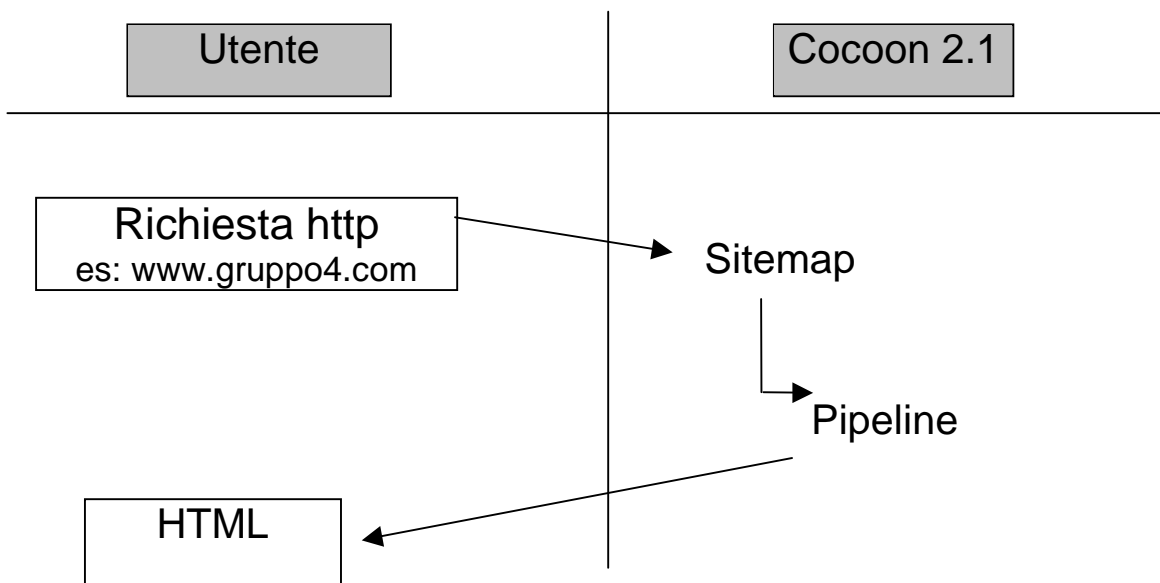 Utente
Cocoon 2.1
Richiesta http
es: www.gruppo4.com
Sitemap
Pipeline
HTML